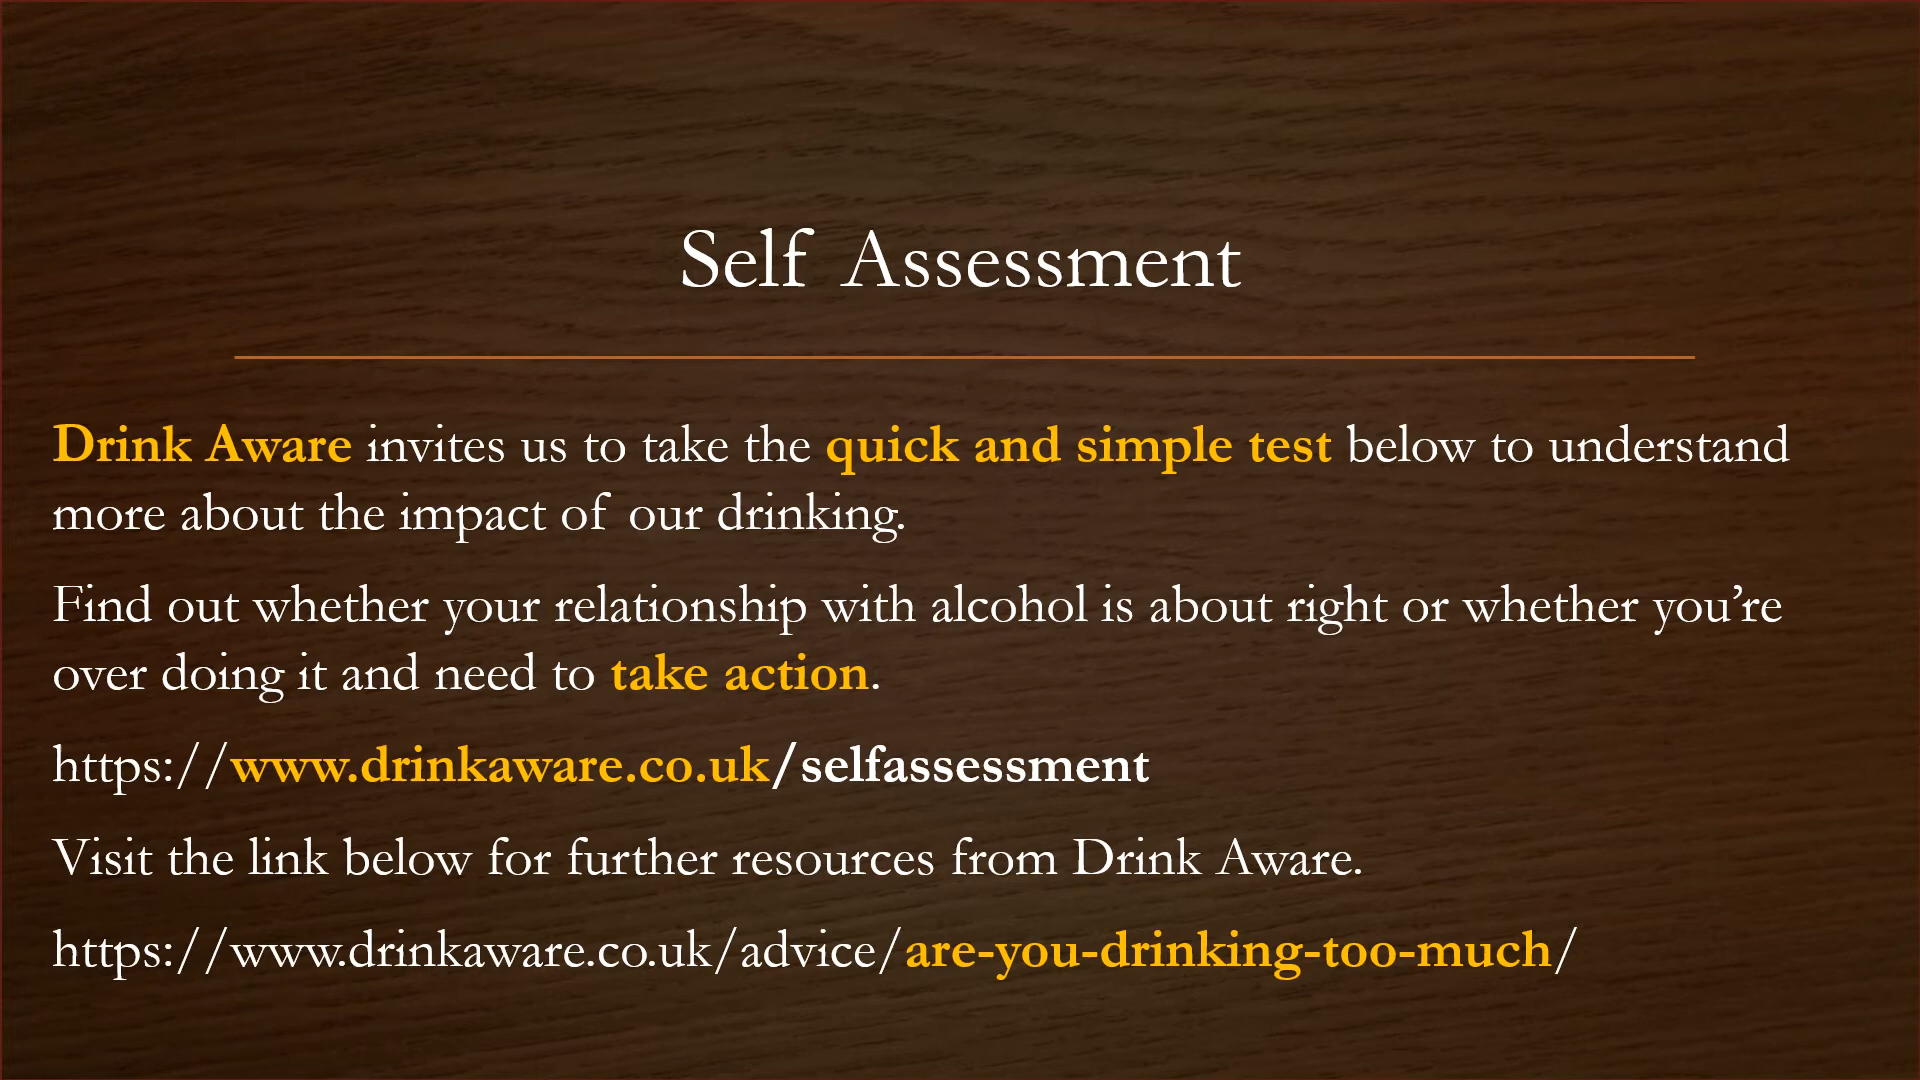 Self Assessment
Drink Aware invites us to take the quick and simple test below to understand
more about the impact of our drinking.
Find out whether your relationship with alcohol is about right or whether you’re
over doing it and need to take action.
https://www.drinkaware.co.uk/selfassessment
Visit the link below for further resources from Drink Aware.
https://www.drinkaware.co.uk/advice/are-you-drinking-too-much/